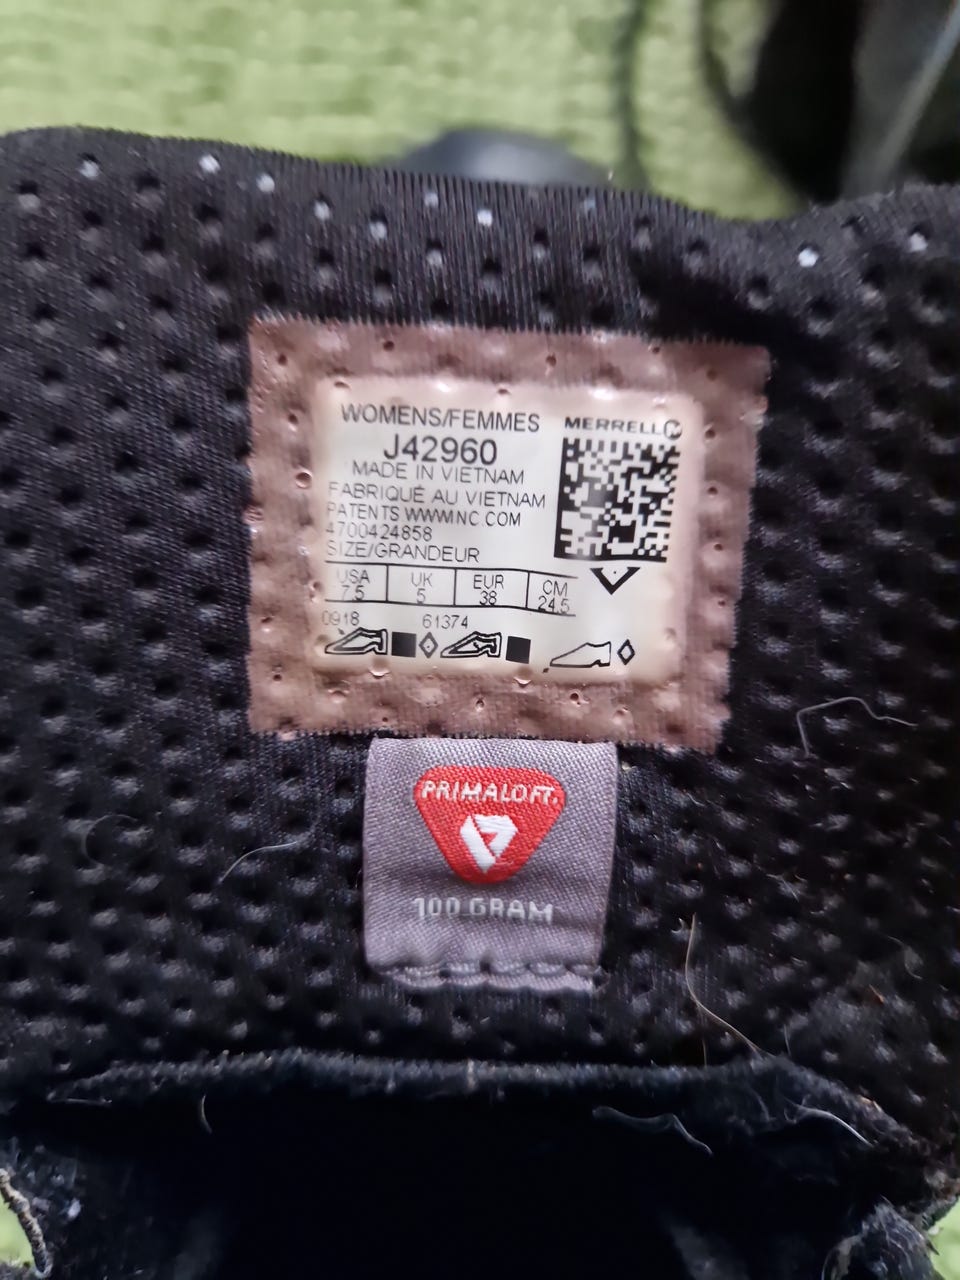 WOMENS/FEMMES
MERRELL
J42960
MADE IN VIETNAM
FABRIQUÉ AU VIETNAM
PATENTS WWWMNC.COM
4700424858
SIZE/GRANDEUR
USA UK EUR CM
7.5 5 38 24.5
0918 61374
PRIMALOFT.
100 GRAM